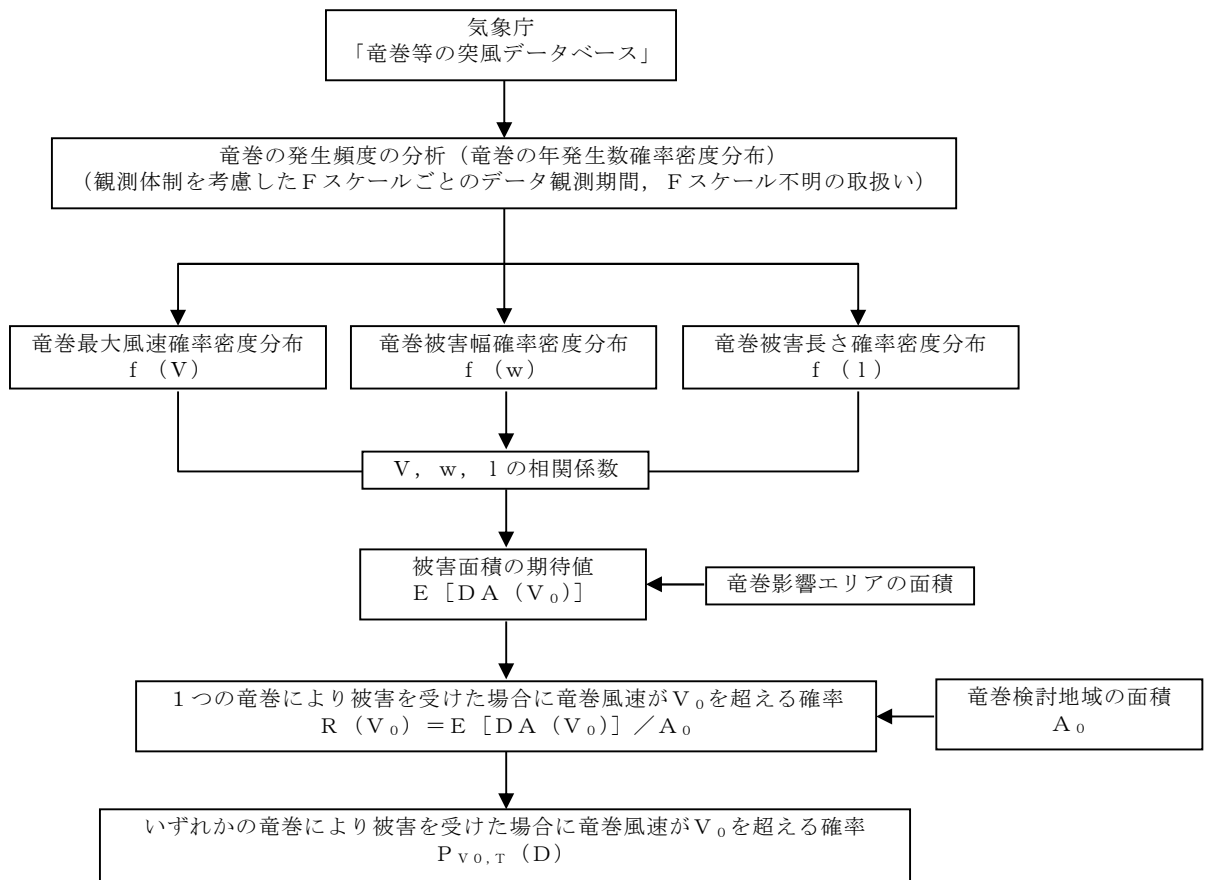 気象庁
「竜巻等の突風データベース」
竜巻の発生頻度の分析（竜巻の年発生数確率密度分布）
（観測体制を考慮したＦスケールごとのデータ観測期間，Ｆスケール不明の取扱い）
竜巻最大風速確率密度分布
ｆ（Ｖ）
竜巻被害幅確率密度分布
ｆ（ｗ）
竜巻被害長さ確率密度分布
ｆ（ｌ）
Ｖ，ｗ，ｌの相関係数
被害面積の期待値
Ｅ［ＤＡ（Ｖ₀）］
竜巻影響エリアの面積
１つの竜巻により被害を受けた場合に竜巻風速がＶ₀を超える確率
Ｒ（Ｖ₀）＝Ｅ［ＤＡ（Ｖ₀）］／Ａ₀
竜巻検討地域の面積
Ａ₀
いずれかの竜巻により被害を受けた場合に竜巻風速がＶ₀を超える確率
Ｐ_V０,T（Ｄ）